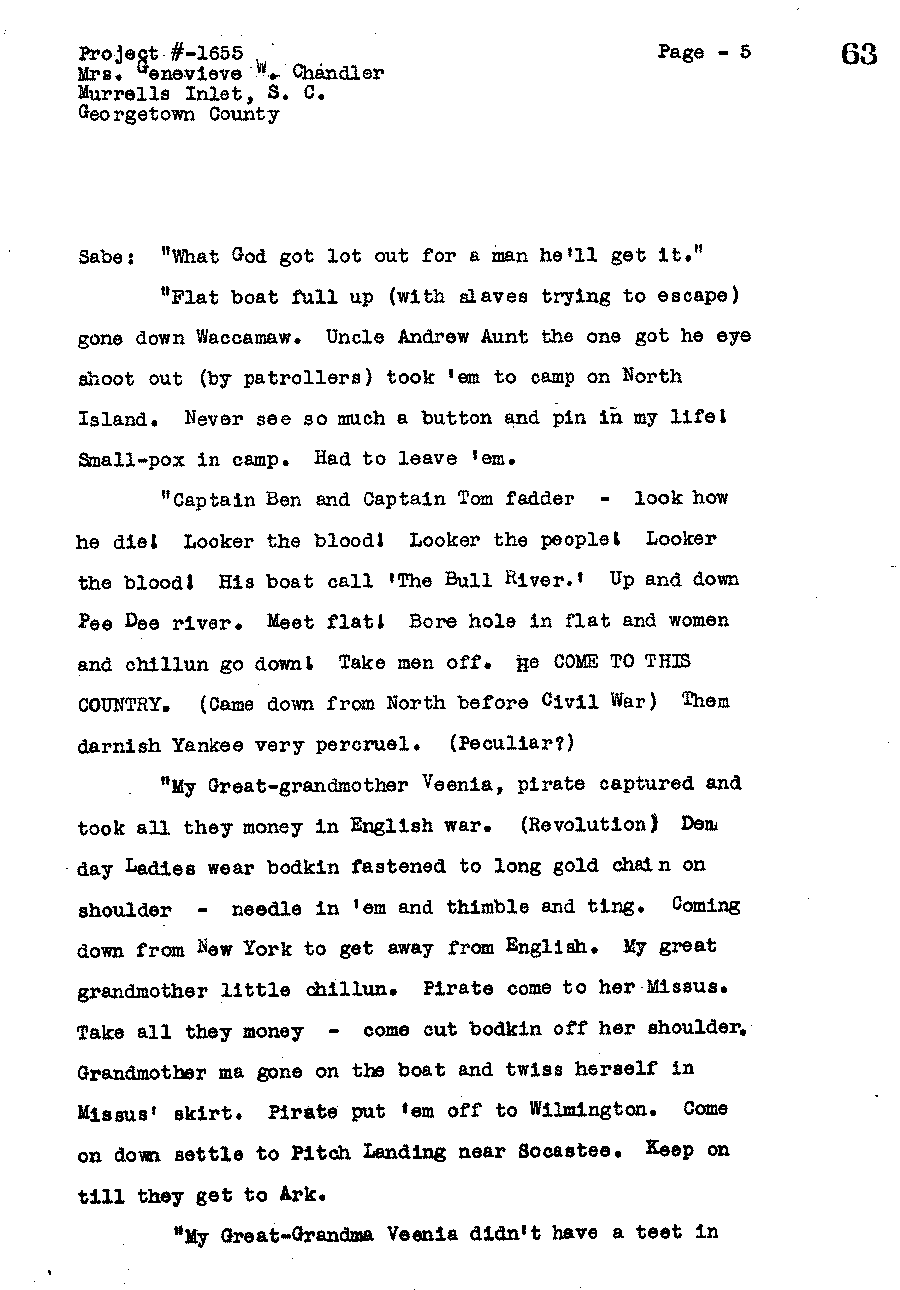 Project #-1655
Mrs. Genevieve W. Chandler
Murrells Inlet, S. C.
Georgetown County
Page - 5
63
Sabe: "What God got lot out for a man he'll get it."
"Flat boat full up (with slaves trying to escape)
gone down Waccamaw. Uncle Andrew Aunt the one got he eye
shoot out (by patrollers) took 'em to camp on North
Island. Never see so much a button and pin in my life!
Small-pox in camp. Had to leave 'em.
"Captain Ben and Captain Tom fadder - look how
he die! Looker the blood! Looker the people! Looker
the blood! His boat call 'The Bull River.' Up and down
Pee Dee river. Meet flat! Bore hole in flat and women
and chillun go down! Take men off. He COME TO THIS
COUNTRY. (Came down from North before Civil War) Them
darnish Yankee very percruel. (Peculiar?)
"My Great-grandmother Veenia, pirate captured and
took all they money in English war. (Revolution) Dem
day Ladies wear bodkin fastened to long gold chain on
shoulder - needle in 'em and thimble and ting. Coming
down from New York to get away from English. My great
grandmother little chillun. Pirate come to her Missus.
Take all they money - come cut bodkin off her shoulder.
Grandmother ma gone on the boat and twiss herself in
Missus' skirt. Pirate put 'em off to Wilmington. Come
on down settle to Pitch Landing near Socastee. Keep on
till they get to Ark.
"My Great-Grandma Veenia didn't have a teet in